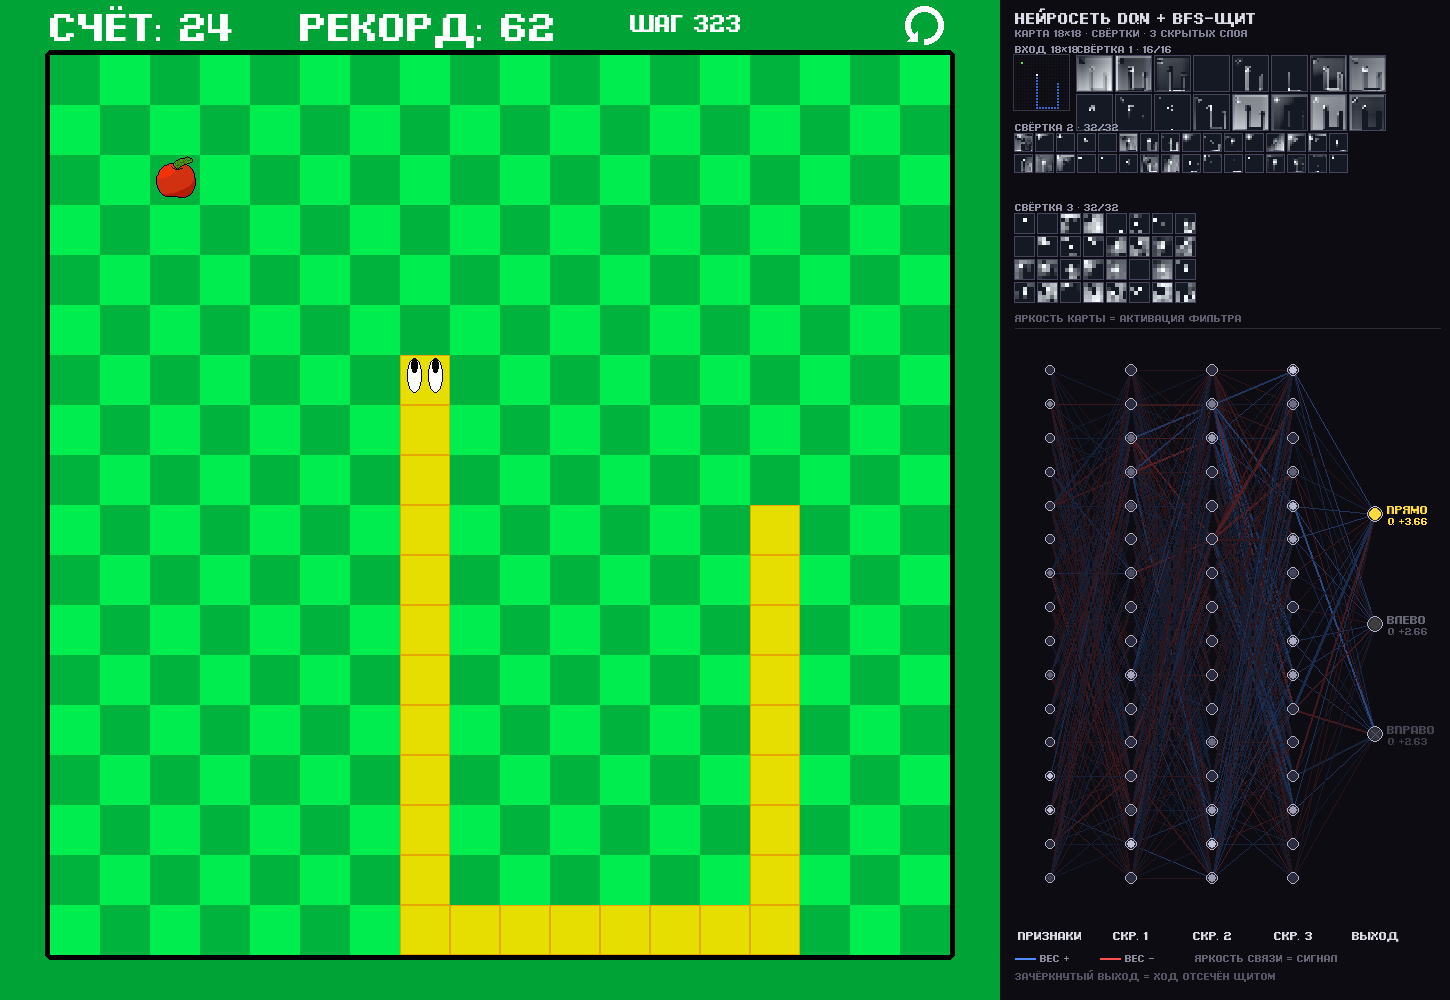 СЧЁТ: 24
РЕКОРД: 62
ШАГ 323
НЕЙРОСЕТЬ DQN + BFS-ЩИТ
КАРТА 18×18 · СВЁРТКИ · 3 СКРЫТЫХ СЛОЯ
ВХОД 18×18
СВЁРТКА 1 · 16/16
СВЁРТКА 2 · 32/32
СВЁРТКА 3 · 32/32
ЯРКОСТЬ КАРТЫ = АКТИВАЦИЯ ФИЛЬТРА
ПРЯМО
Q +3.66
ВЛЕВО
Q +2.66
ВПРАВО
Q +2.63
ПРИЗНАКИ СКР. 1 СКР. 2 СКР. 3 ВЫХОД
ВЕС + ВЕС − ЯРКОСТЬ СВЯЗИ = СИГНАЛ
ЗАЧЁРКНУТЫЙ ВЫХОД = ХОД ОТСЕЧЁН ЩИТОМ